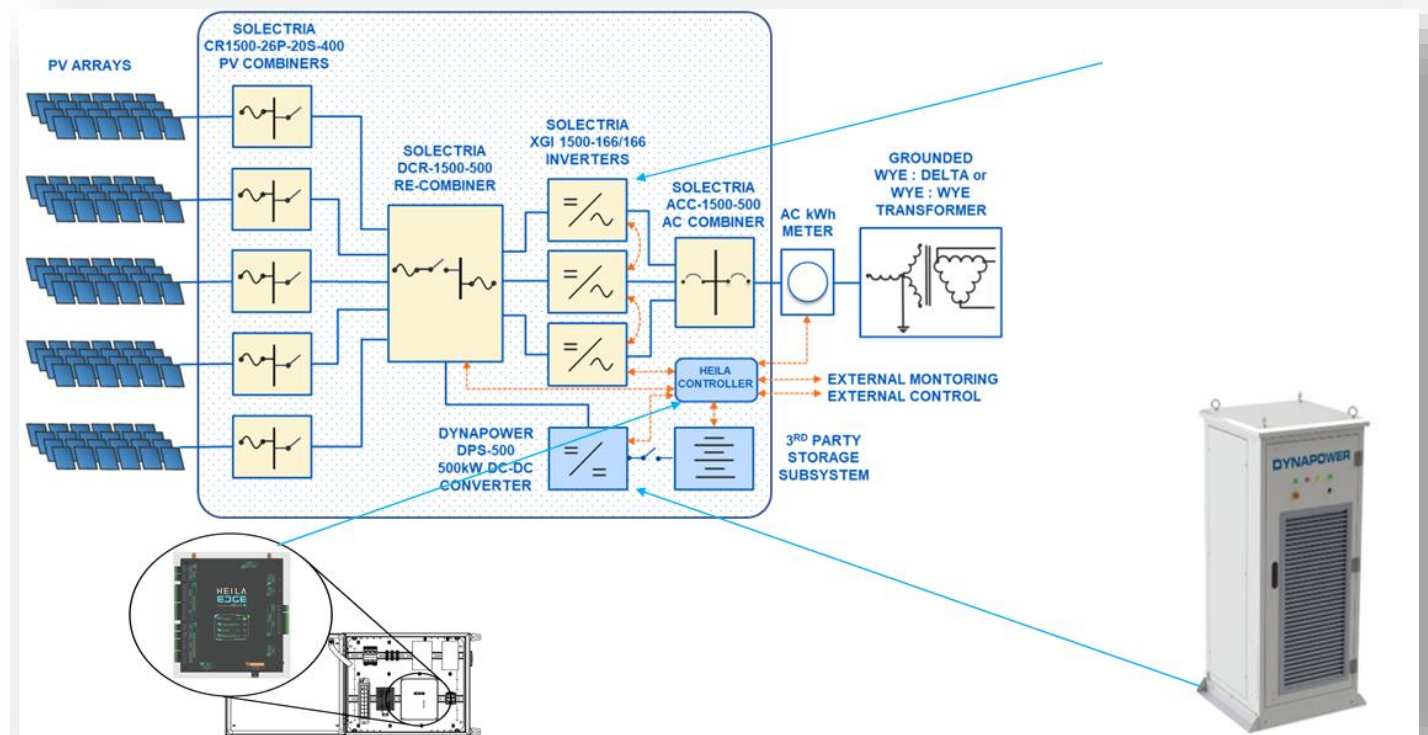 SOLECTRIA
CR1500-26P-20S-400
PV COMBINERS
PV ARRAYS
SOLECTRIA
DCR-1500-500
RE-COMBINER
SOLECTRIA
XGI 1500-166/166
INVERTERS
SOLECTRIA
ACC-1500-500
AC COMBINER
AC kWh
METER
GROUNDED
WYE : DELTA or
WYE : WYE
TRANSFORMER
HEILA
CONTROLLER
EXTERNAL MONTORING
EXTERNAL CONTROL
DYNAPOWER
DPS-500
500kW DC-DC
CONVERTER
3RD PARTY
STORAGE
SUBSYSTEM
DYNAPOWER
HEILA
EDGE